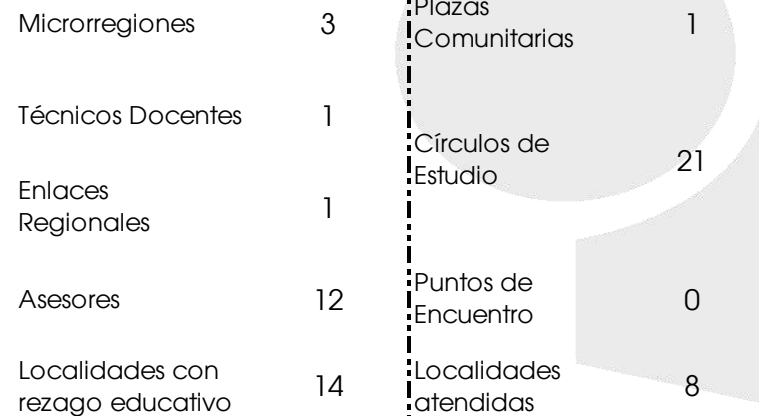 Microrregiones 3
Técnicos Docentes 1
Enlaces
Regionales 1
Asesores 12
Localidades con
rezago educativo 14
Plazas
Comunitarias 1
Círculos de
Estudio 21
Puntos de
Encuentro 0
Localidades
atendidas 8